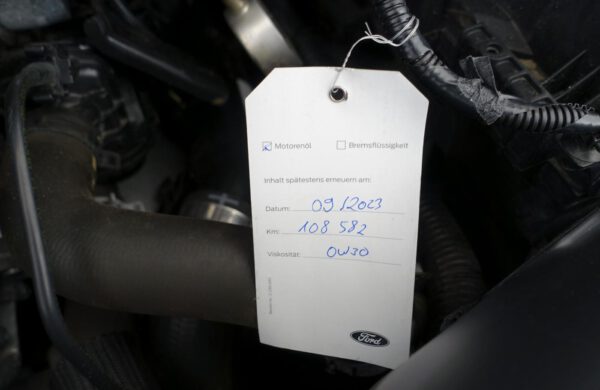 Motorenöl Bremsflüssigkeit
Inhalt spätestens erneuern am:
Datum: 09.2023
Km: 108 582
Viskosität: 0W30
Ford